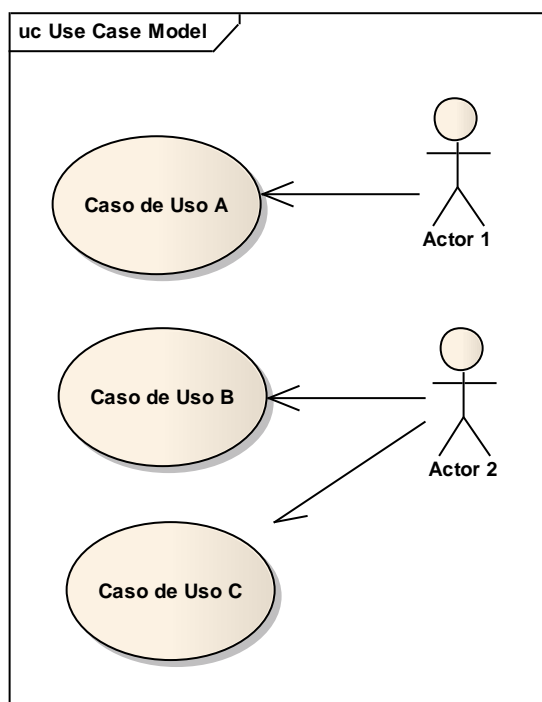 uc Use Case Model
Caso de Uso A
Actor 1
Caso de Uso B
Actor 2
Caso de Uso C